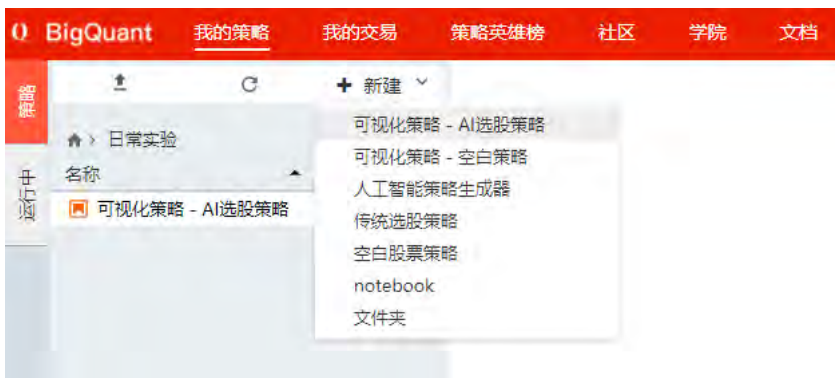 BigQuant 我的策略 我的交易 策略英雄榜 社区 学院 文档
策略
运行中
新建
日常实验
名称
可视化策略 - AI选股策略
可视化策略 - AI选股策略
可视化策略 - 空白策略
人工智能策略生成器
传统选股策略
空白股票策略
notebook
文件夹